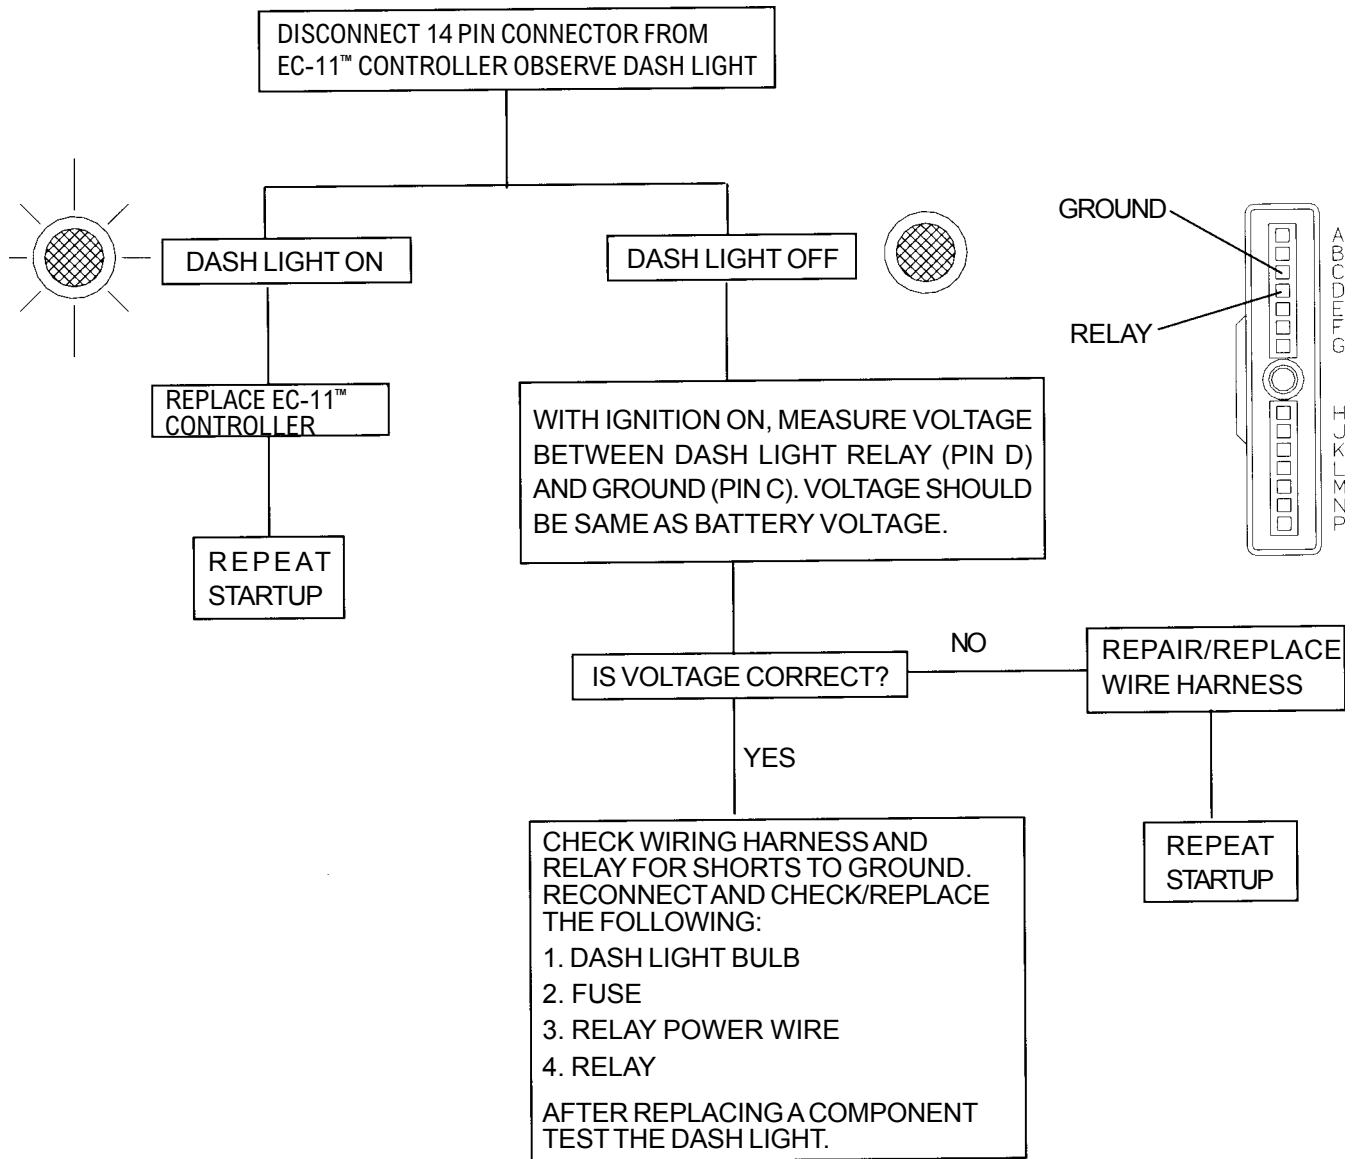 DISCONNECT 14 PIN CONNECTOR FROM
EC-11™ CONTROLLER OBSERVE DASH LIGHT
DASH LIGHT ON
DASH LIGHT OFF
GROUND
RELAY
A
B
C
D
E
F
G
H
J
K
L
M
N
P
REPLACE EC-11™
CONTROLLER
REPEAT
STARTUP
WITH IGNITION ON, MEASURE VOLTAGE
BETWEEN DASH LIGHT RELAY (PIN D)
AND GROUND (PIN C). VOLTAGE SHOULD
BE SAME AS BATTERY VOLTAGE.
IS VOLTAGE CORRECT?
NO
REPAIR/REPLACE
WIRE HARNESS
REPEAT
STARTUP
YES
CHECK WIRING HARNESS AND
RELAY FOR SHORTS TO GROUND.
RECONNECT AND CHECK/REPLACE
THE FOLLOWING:
1. DASH LIGHT BULB
2. FUSE
3. RELAY POWER WIRE
4. RELAY
AFTER REPLACING A COMPONENT
TEST THE DASH LIGHT.